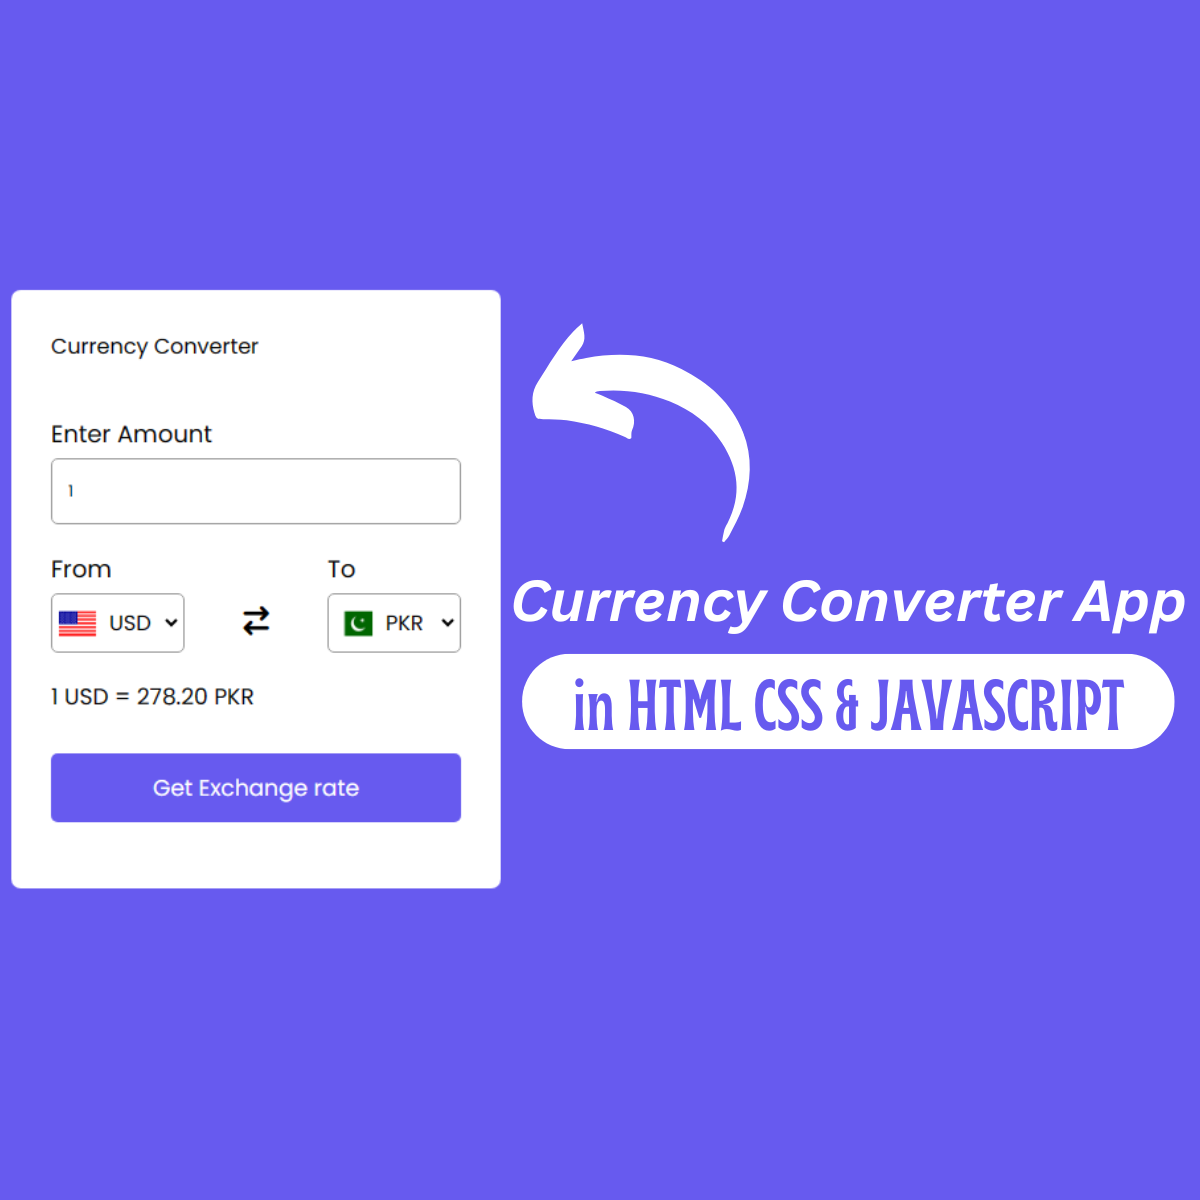 Currency Converter
Enter Amount
1
From
To
USD
PKR
1 USD = 278.20 PKR
Get Exchange rate
Currency Converter App
in HTML CSS & JAVASCRIPT